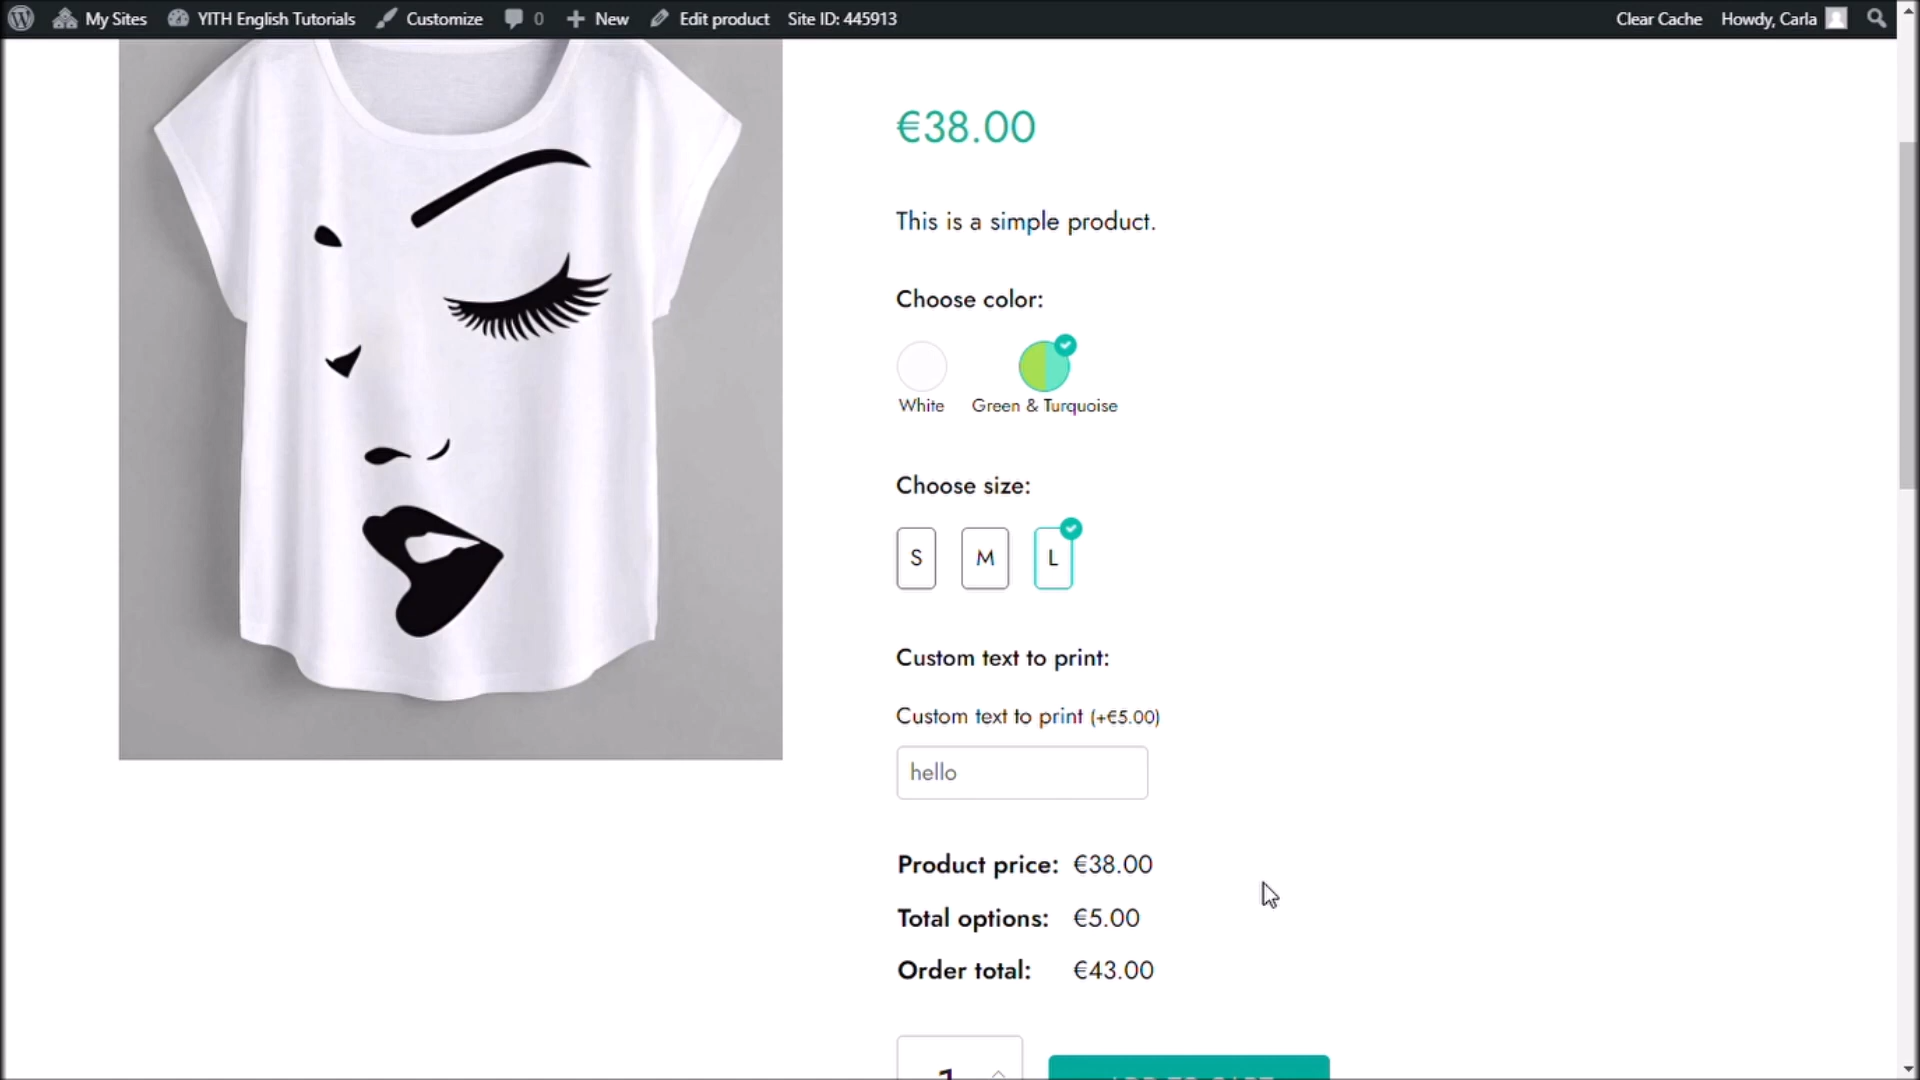 My Sites YITH English Tutorials Customize 0 New Edit product Site ID: 445913 Clear Cache Howdy, Carla
€38.00
This is a simple product.
Choose color:
White Green & Turquoise
Choose size:
S M L
Custom text to print:
Custom text to print (+€5.00)
hello
Product price: €38.00
Total options: €5.00
Order total: €43.00
1